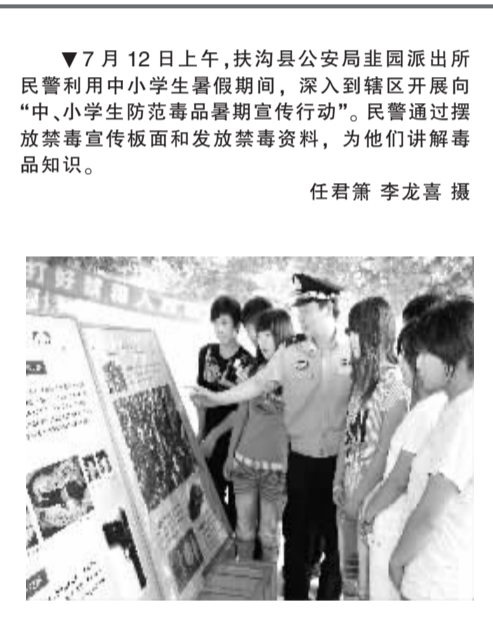 ▼7月12日上午,扶沟县公安局韭园派出所
民警利用中小学生暑假期间，深入到辖区开展向
“中、小学生防范毒品暑期宣传行动”。民警通过摆
放禁毒宣传板面和发放禁毒资料，为他们讲解毒
品知识。
任君箫 李龙喜 摄